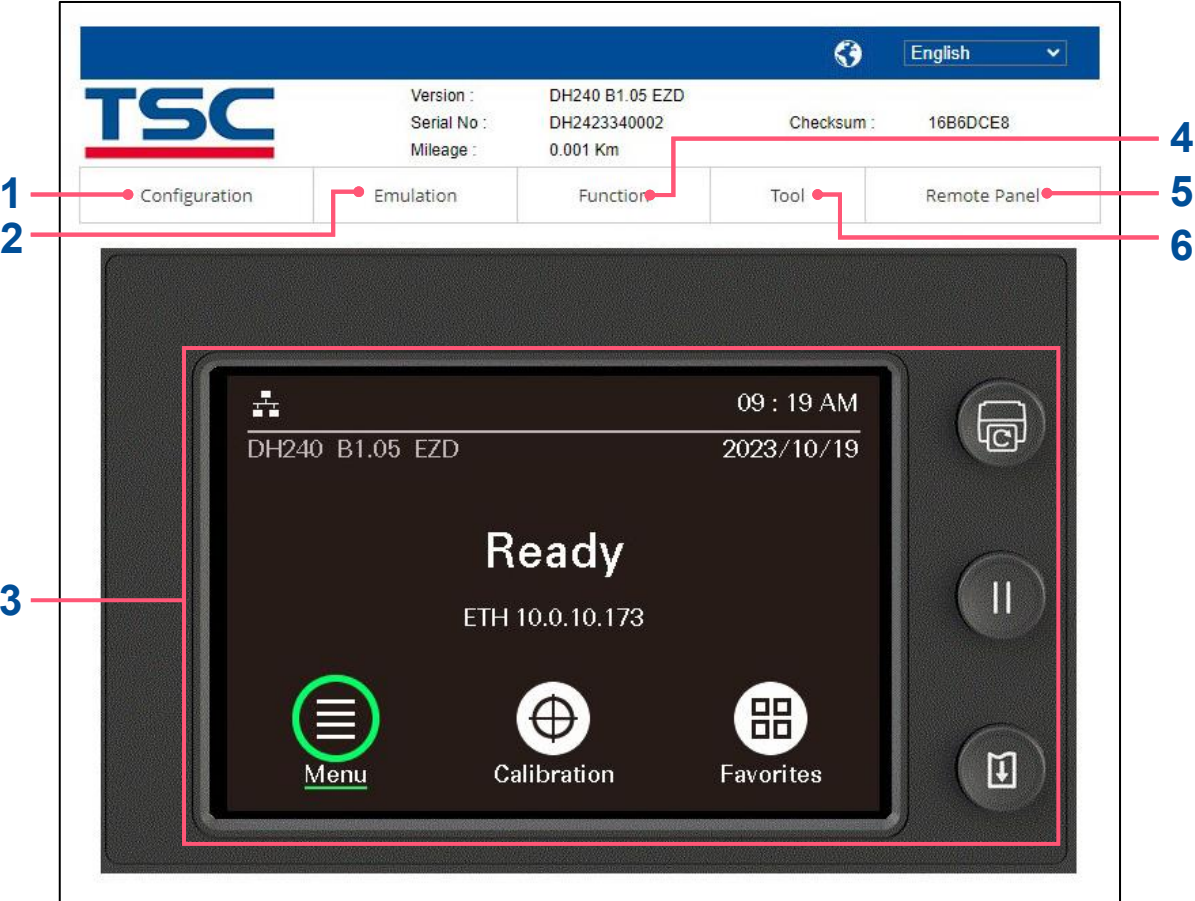 English
TSC
Version : DH240 B1.05 EZD
Serial No : DH2423340002 Checksum : 16B6DCE8
Mileage : 0.001 Km
4
1 Configuration Emulation Function Tool Remote Panel 5
2 6
09 : 19 AM
DH240 B1.05 EZD 2023/10/19
Ready
3
ETH 10.0.10.173
Menu Calibration Favorites